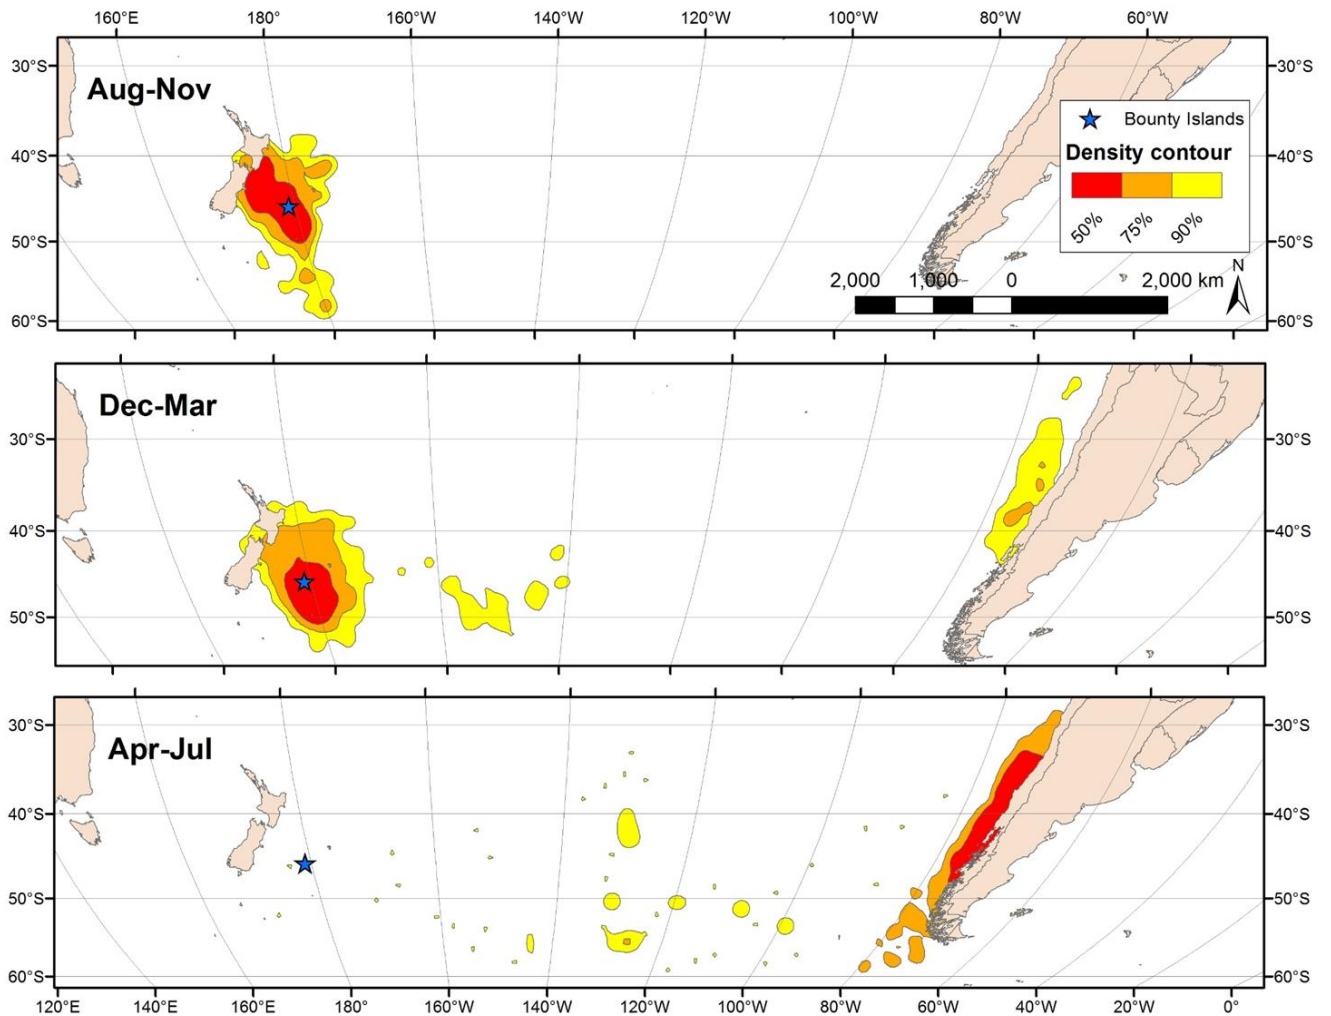 160°E 180° 160°W 140°W 120°W 100°W 80°W 60°W
Aug-Nov
30°S 30°S
40°S 40°S
50°S 50°S
60°S 60°S
Bounty Islands
Density contour
50% 75% 90%
2,000 1,000 0 2,000 km
N
Dec-Mar
30°S 30°S
40°S 40°S
50°S 50°S
Apr-Jul
30°S 30°S
40°S 40°S
50°S 50°S
60°S 60°S
120°E 140°E 160°E 180° 160°W 140°W 120°W 100°W 80°W 60°W 40°W 20°W 0°